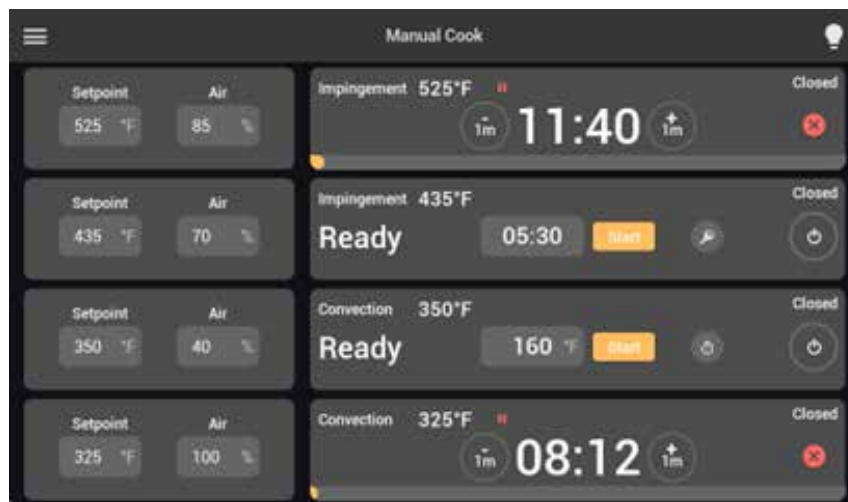 Manual Cook
Setpoint Air
525 °F 85 %
Impingement 525°F Closed
1m 11:40 1m
Setpoint Air
435 °F 70 %
Impingement 435°F Closed
Ready 05:30 Start
Setpoint Air
350 °F 40 %
Convection 350°F Closed
Ready 160 °F Start
Setpoint Air
325 °F 100 %
Convection 325°F Closed
1m 08:12 1m